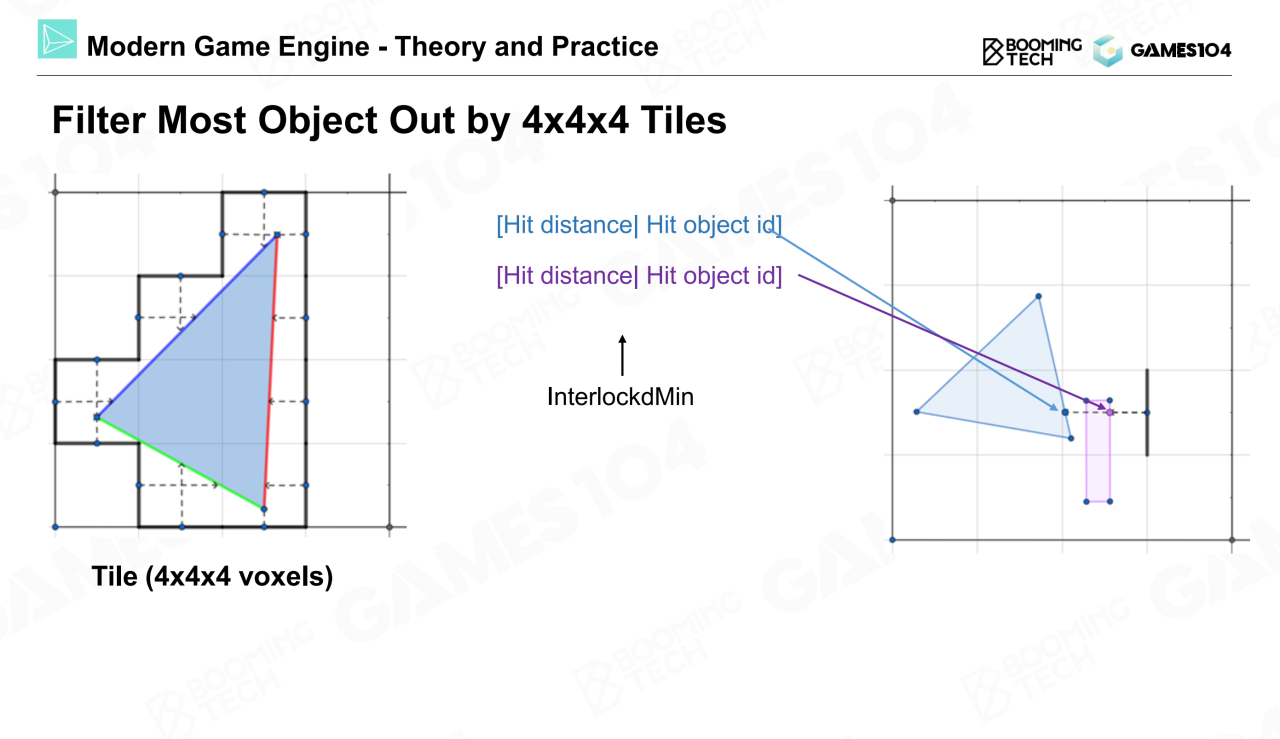 Modern Game Engine - Theory and Practice
BOOMING TECH
GAMES104
Filter Most Object Out by 4x4x4 Tiles
[Hit distance| Hit object id]
[Hit distance| Hit object id]
InterlockdMin
Tile (4x4x4 voxels)